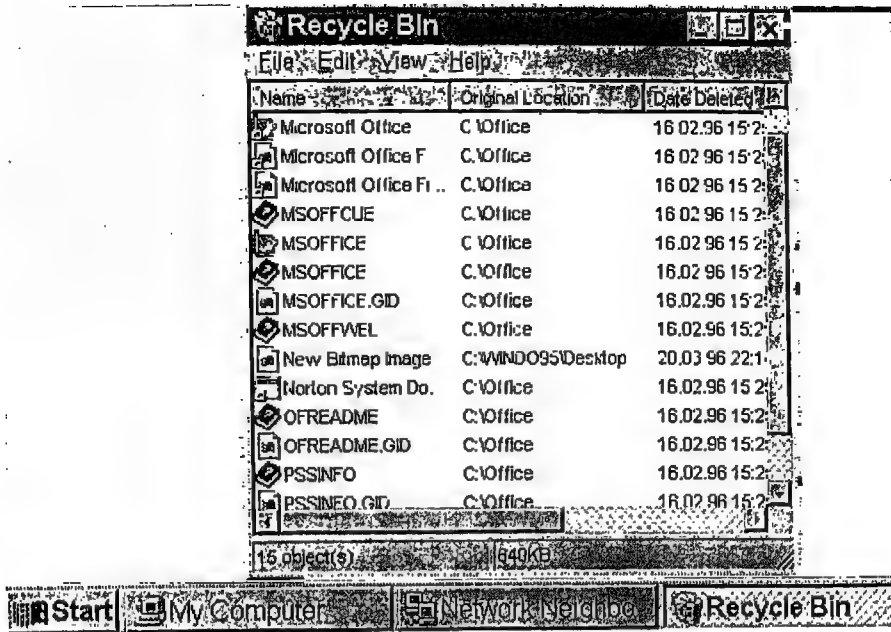 Recycle Bin
File Edit View Help
Name Original Location Date Deleted
Microsoft Office C:\Office 16.02.96 15:2
Microsoft Office F C:\Office 16.02.96 15:2
Microsoft Office Fi... C:\Office 16.02.96 15:2
MSOFFCUE C:\Office 16.02.96 15:2
MSOFFICE C:\Office 16.02.96 15:2
MSOFFICE C:\Office 16.02.96 15:2
MSOFFICE.GID C:\Office 16.02.96 15:2
MSOFFWEL C:\Office 16.02.96 15:2
New Bitmap Image C:\WINDO95\Desktop 20.03.96 22:1
Norton System Do. C:\Office 16.02.96 15:2
OFREADME C:\Office 16.02.96 15:2
OFREADME.GID C:\Office 16.02.96 15:2
PSSINFO C:\Office 16.02.96 15:2
PSSINFO.GID C:\Office 16.02.96 15:2
15 object(s) 640KB
Start My Computer Network Neighbo Recycle Bin